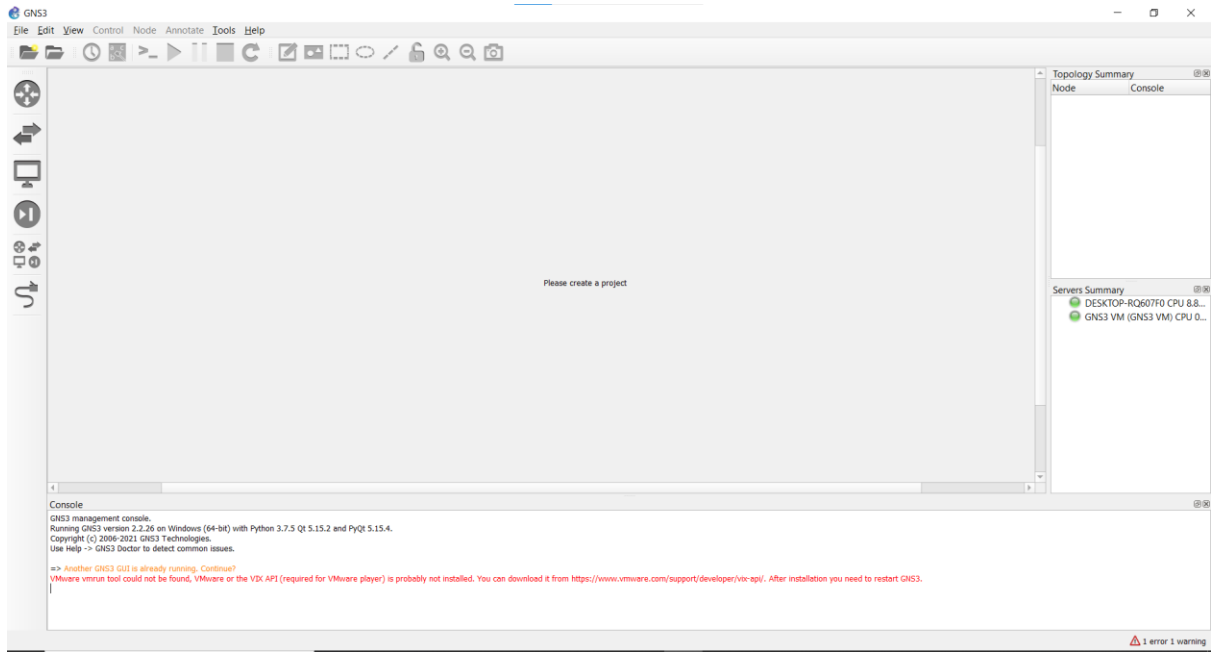 GNS3
File Edit View Control Node Annotate Tools Help
Topology Summary
Node Console
Please create a project
Servers Summary
DESKTOP-RQ607F0 CPU 8.8...
GNS3 VM (GNS3 VM) CPU 0...
Console
GNS3 management console.
Running GNS3 version 2.2.26 on Windows (64-bit) with Python 3.7.5 Qt 5.15.2 and PyQt 5.15.4.
Copyright (c) 2006-2021 GNS3 Technologies.
Use Help -> GNS3 Doctor to detect common issues.
=> Another GNS3 GUI is already running. Continue?
VMware vmrun tool could not be found, VMware or the VIX API (required for VMware player) is probably not installed. You can download it from https://www.vmware.com/support/developer/vix-api/. After installation you need to restart GNS3.
1 error 1 warning